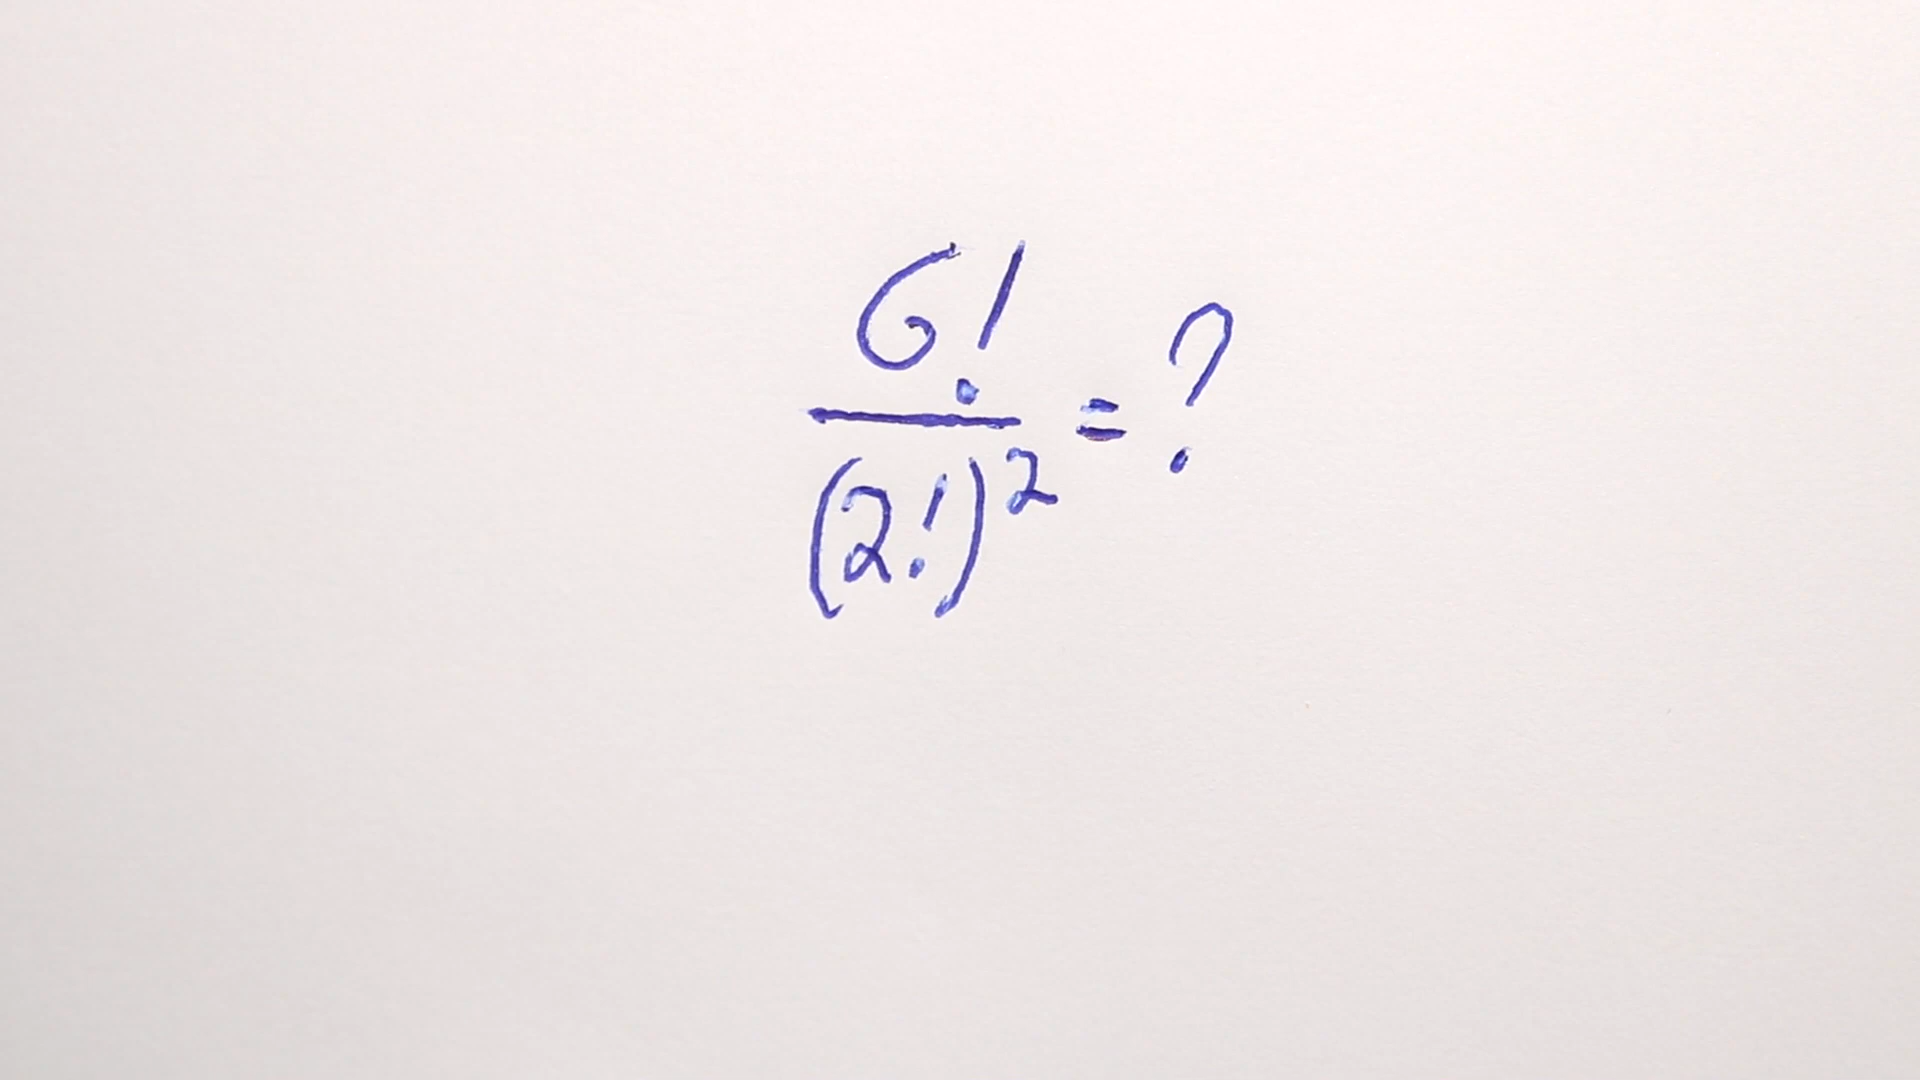 6!
— = ?
(2!)²